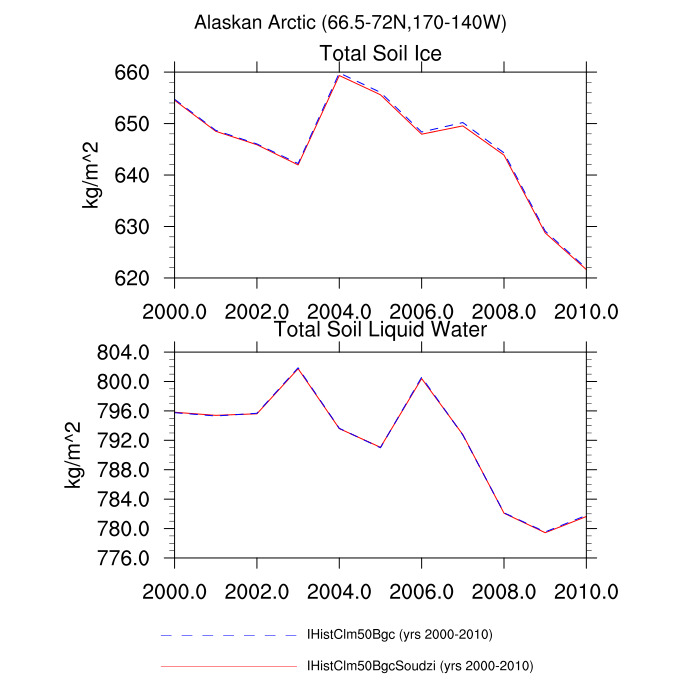 Alaskan Arctic (66.5-72N,170-140W)
Total Soil Ice
660
650
640
630
620
kg/m^2
2000.0 2002.0 2004.0 2006.0 2008.0 2010.0
Total Soil Liquid Water
804.0
800.0
796.0
792.0
788.0
784.0
780.0
776.0
kg/m^2
2000.0 2002.0 2004.0 2006.0 2008.0 2010.0
IHistClm50Bgc (yrs 2000-2010)
IHistClm50BgcSoudzi (yrs 2000-2010)